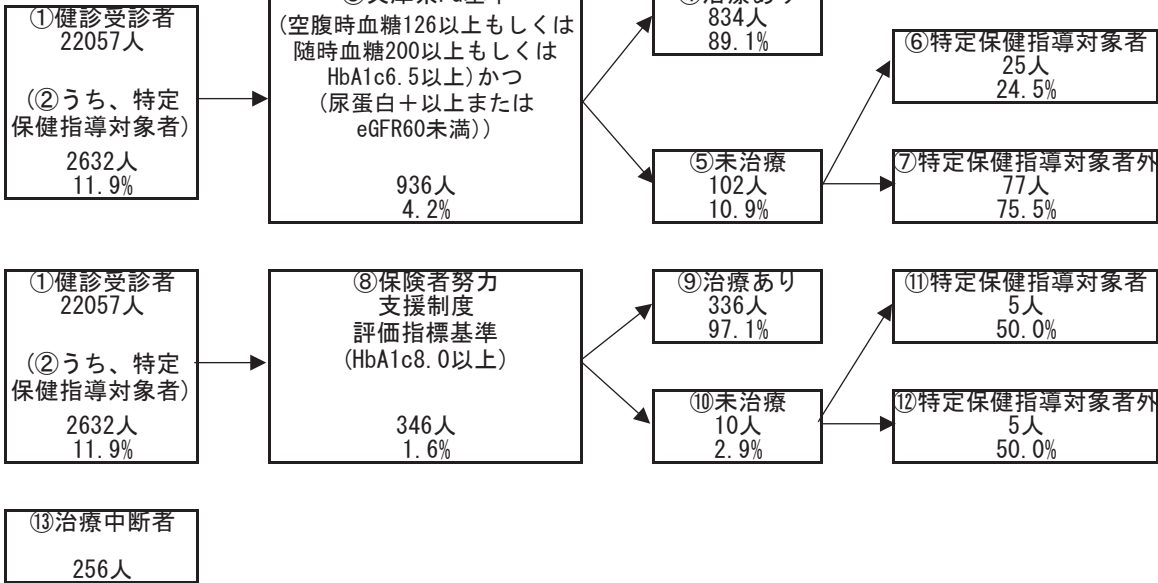 ①健診受診者
22057人
(②うち、特定
保健指導対象者)
2632人
11.9%
(空腹時血糖126以上もしくは
随時血糖200以上もしくは
HbA1c6.5以上)かつ
(尿蛋白＋以上または
eGFR60未満))
936人
4.2%
834人
89.1%
⑤未治療
102人
10.9%
⑥特定保健指導対象者
25人
24.5%
⑦特定保健指導対象者外
77人
75.5%
①健診受診者
22057人
(②うち、特定
保健指導対象者)
2632人
11.9%
⑧保険者努力
支援制度
評価指標基準
(HbA1c8.0以上)
346人
1.6%
⑨治療あり
336人
97.1%
⑩未治療
10人
2.9%
⑪特定保健指導対象者
5人
50.0%
⑫特定保健指導対象者外
5人
50.0%
⑬治療中断者
256人